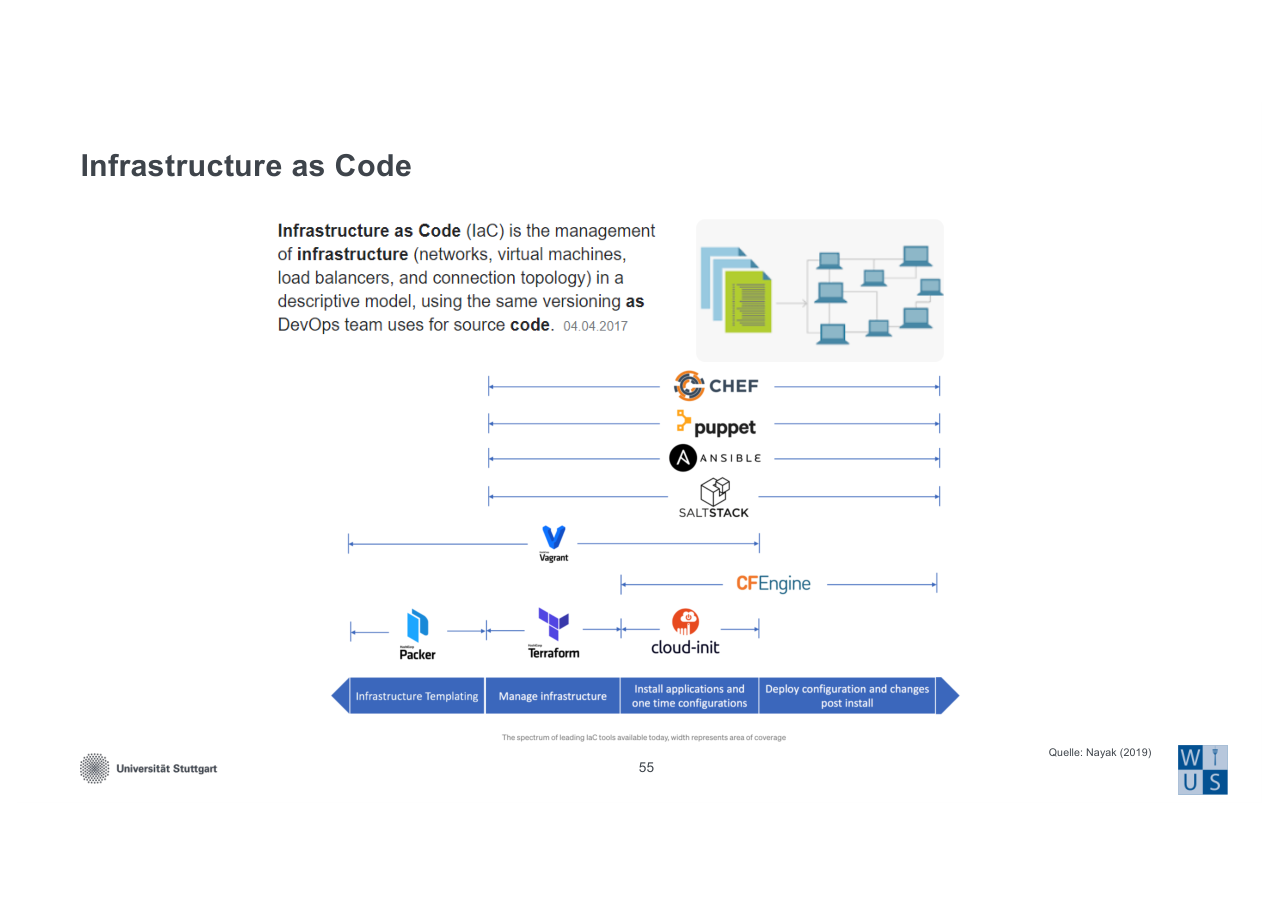 Infrastructure as Code
Infrastructure as Code (IaC) is the management
of infrastructure (networks, virtual machines,
load balancers, and connection topology) in a
descriptive model, using the same versioning as
DevOps team uses for source code. 04.04.2017
CHEF
puppet
ANSIBLE
SALTSTACK
Vagrant
CFEngine
Packer
Terraform
cloud-init
Infrastructure Templating
Manage infrastructure
Install applications and
one time configurations
Deploy configuration and changes
post install
The spectrum of leading IaC tools available today, width represents area of coverage
Quelle: Nayak (2019)
Universität Stuttgart
55
W i
U S